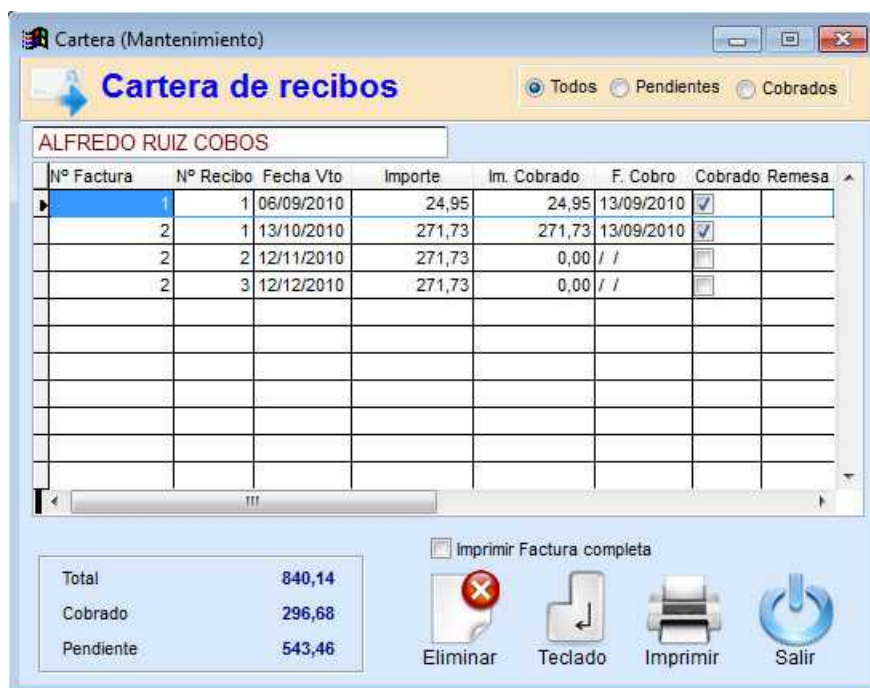 Cartera (Mantenimiento)
Cartera de recibos
Todos Pendientes Cobrados
ALFREDO RUIZ COBOS
Nº Factura Nº Recibo Fecha Vto Importe Im. Cobrado F. Cobro Cobrado Remesa
1 1 06/09/2010 24,95 24,95 13/09/2010
2 1 13/10/2010 271,73 271,73 13/09/2010
2 2 12/11/2010 271,73 0,00 / /
2 3 12/12/2010 271,73 0,00 / /
Imprimir Factura completa
Total 840,14
Cobrado 296,68
Pendiente 543,46
Eliminar Teclado Imprimir Salir